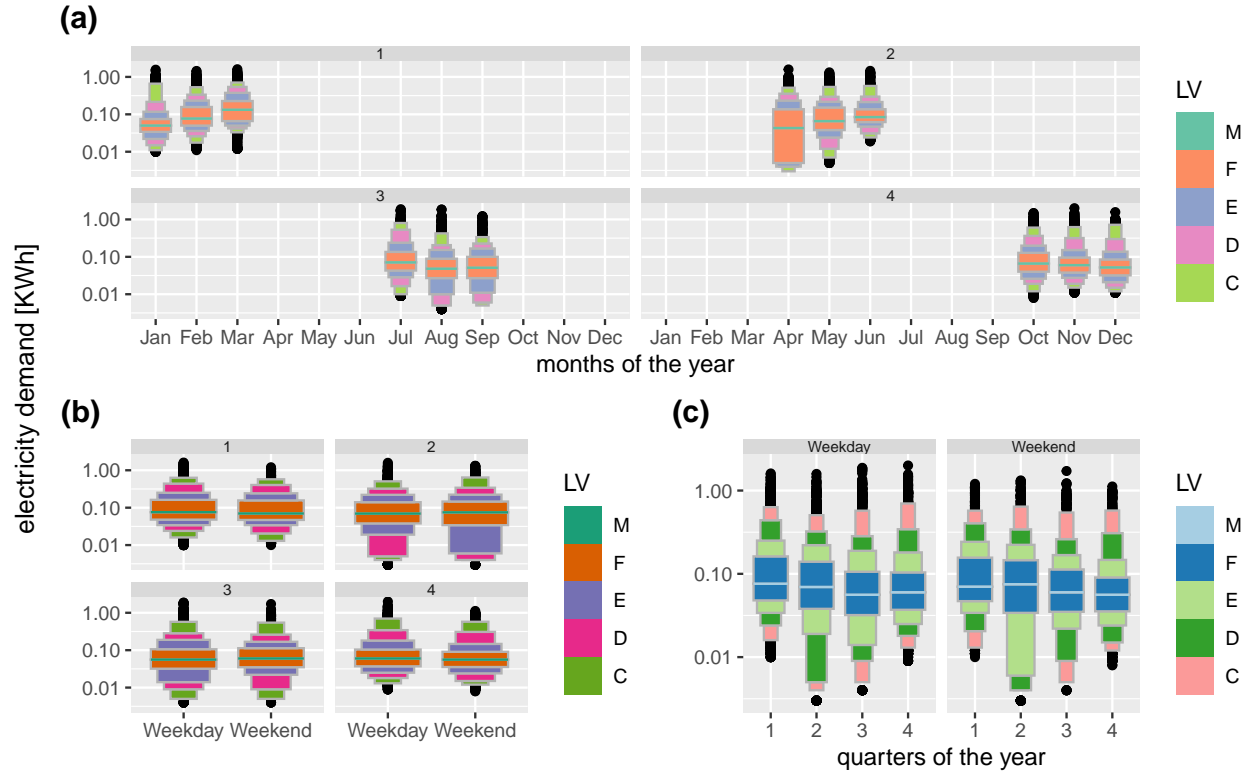 (a)
1 2
1.00
0.10
0.01
3 4
1.00
0.10
0.01
Jan Feb Mar Apr May Jun Jul Aug Sep Oct Nov Dec Jan Feb Mar Apr May Jun Jul Aug Sep Oct Nov Dec
months of the year
LV
M
F
E
D
C
electricity demand [KWh]
(b)
1 2
1.00
0.10
0.01
3 4
1.00
0.10
0.01
Weekday Weekend Weekday Weekend
LV
M
F
E
D
C
(c)
Weekday Weekend
1.00
0.10
0.01
1 2 3 4 1 2 3 4
quarters of the year
LV
M
F
E
D
C